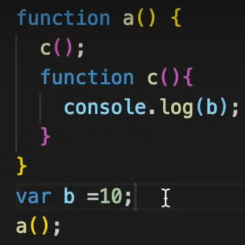 function a() {
c();
function c(){
console.log(b);
}
}
var b =10;
a();